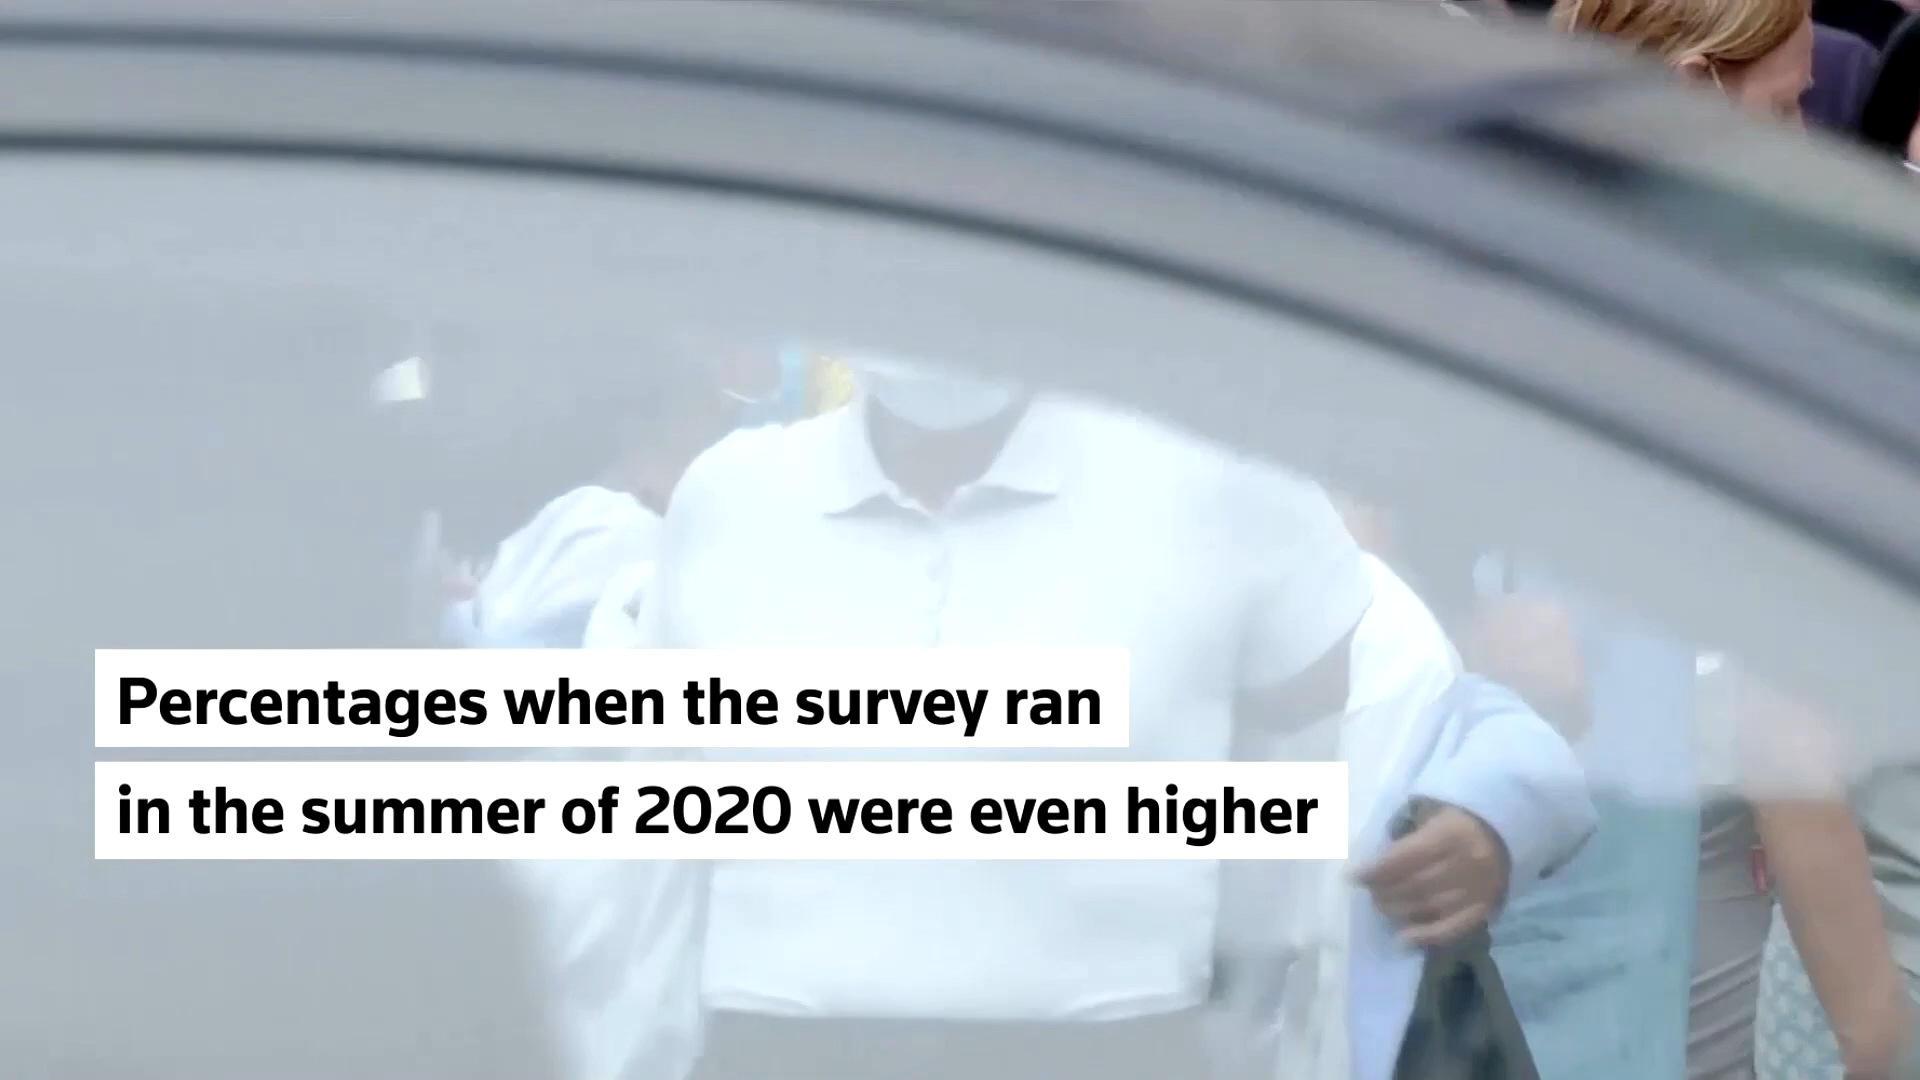 Percentages when the survey ran
in the summer of 2020 were even higher